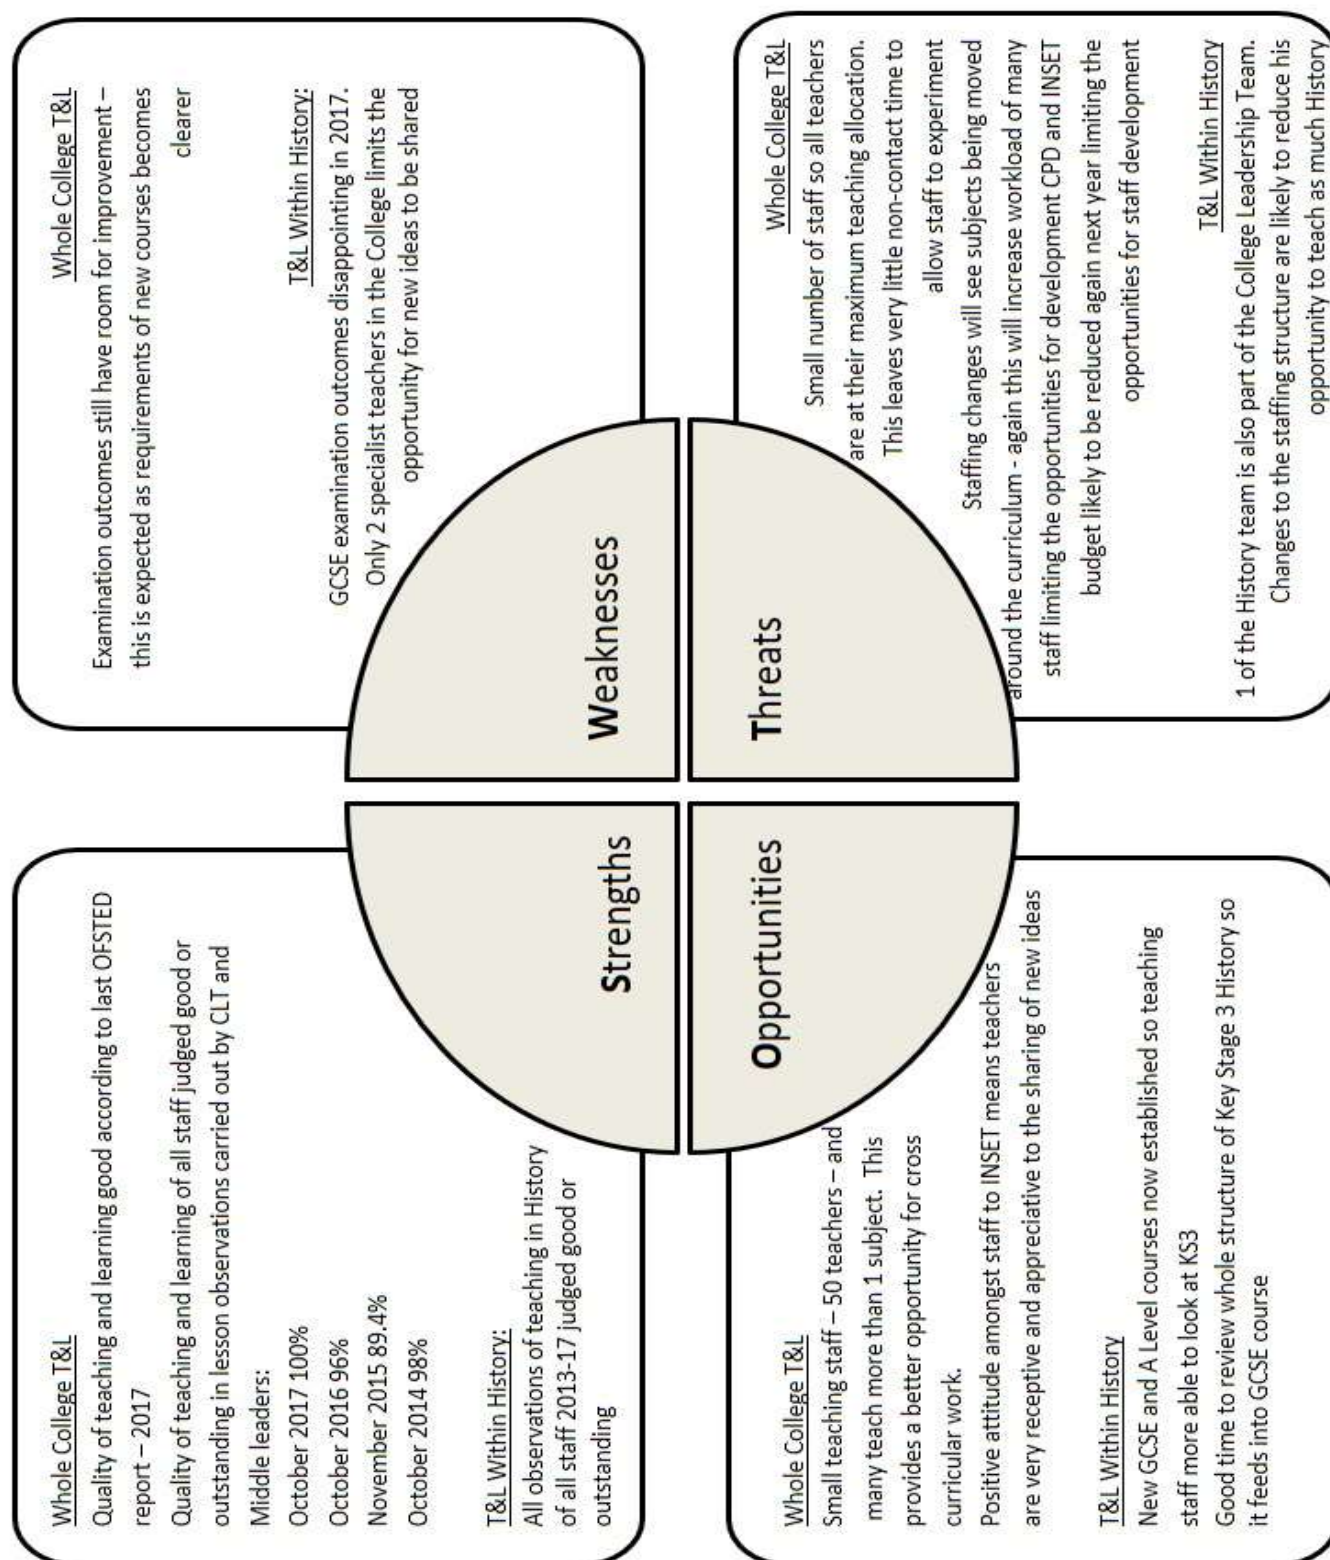 Whole College T&L
Quality of teaching and learning good according to last OFSTED
report – 2017
Quality of teaching and learning of all staff judged good or
outstanding in lesson observations carried out by CLT and
Middle leaders:
October 2017 100%
October 2016 96%
November 2015 89.4%
October 2014 98%
T&L Within History:
All observations of teaching in History
of all staff 2013-17 judged good or
outstanding
Strengths
Whole College T&L
Examination outcomes still have room for improvement –
this is expected as requirements of new courses becomes
clearer
T&L Within History:
GCSE examination outcomes disappointing in 2017.
Only 2 specialist teachers in the College limits the
opportunity for new ideas to be shared
Weaknesses
Opportunities
Whole College T&L
Small teaching staff – 50 teachers – and
many teach more than 1 subject. This
provides a better opportunity for cross
curricular work.
Positive attitude amongst staff to INSET means teachers
are very receptive and appreciative to the sharing of new ideas
T&L Within History
New GCSE and A Level courses now established so teaching
staff more able to look at KS3
Good time to review whole structure of Key Stage 3 History so
it feeds into GCSE course
Threats
Whole College T&L
Small number of staff so all teachers
are at their maximum teaching allocation.
This leaves very little non-contact time to
allow staff to experiment
Staffing changes will see subjects being moved
around the curriculum - again this will increase workload of many
staff limiting the opportunities for development CPD and INSET
budget likely to be reduced again next year limiting the
opportunities for staff development
T&L Within History
1 of the History team is also part of the College Leadership Team.
Changes to the staffing structure are likely to reduce his
opportunity to teach as much History